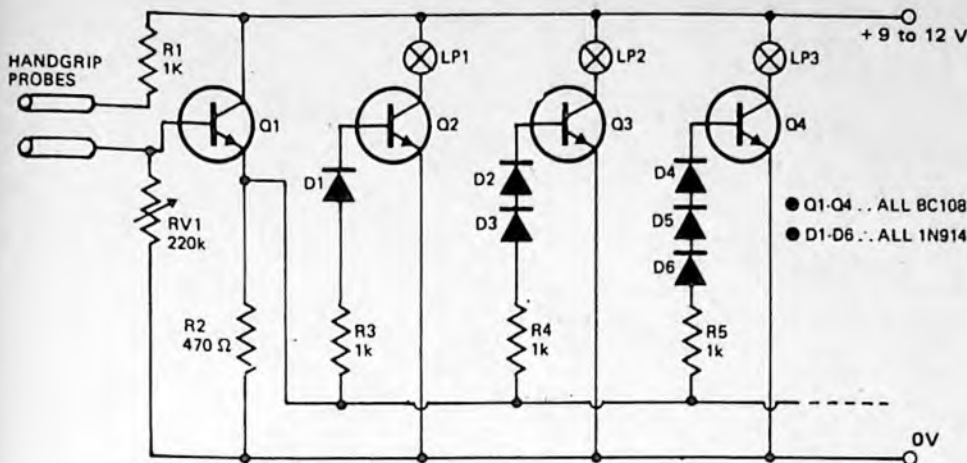 HANDGRIP
PROBES
R1
1K
Q1
RV1
220k
R2
470 Ω
D1
R3
1k
LP1
Q2
D2
D3
R4
1k
LP2
Q3
D4
D5
D6
R5
1k
LP3
Q4
+ 9 to 12 V
● Q1-Q4 .. ALL BC108
● D1-D6 ∴ ALL 1N914
0V